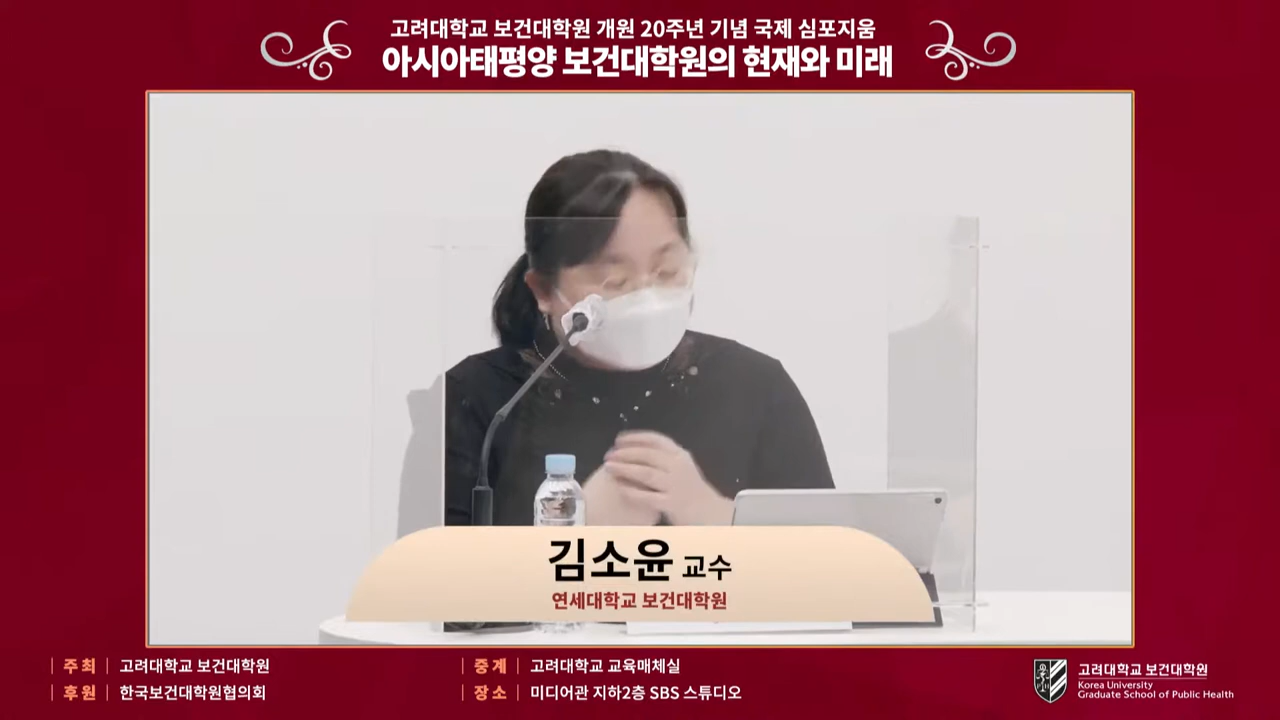 고려대학교 보건대학원 개원 20주년 기념 국제 심포지움
아시아태평양 보건대학원의 현재와 미래
김소윤 교수
연세대학교 보건대학원
주최 고려대학교 보건대학원
후원 한국보건대학원협의회
중계 고려대학교 교육매체실
장소 미디어관 지하2층 SBS 스튜디오
고려대학교 보건대학원
Korea University
Graduate School of Public Health